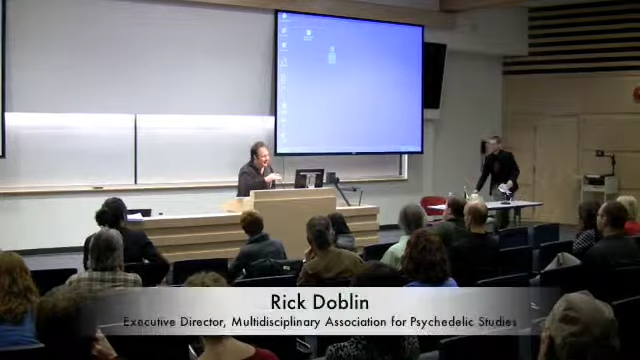 Rick Doblin
Executive Director, Multidisciplinary Association for Psychedelic Studies